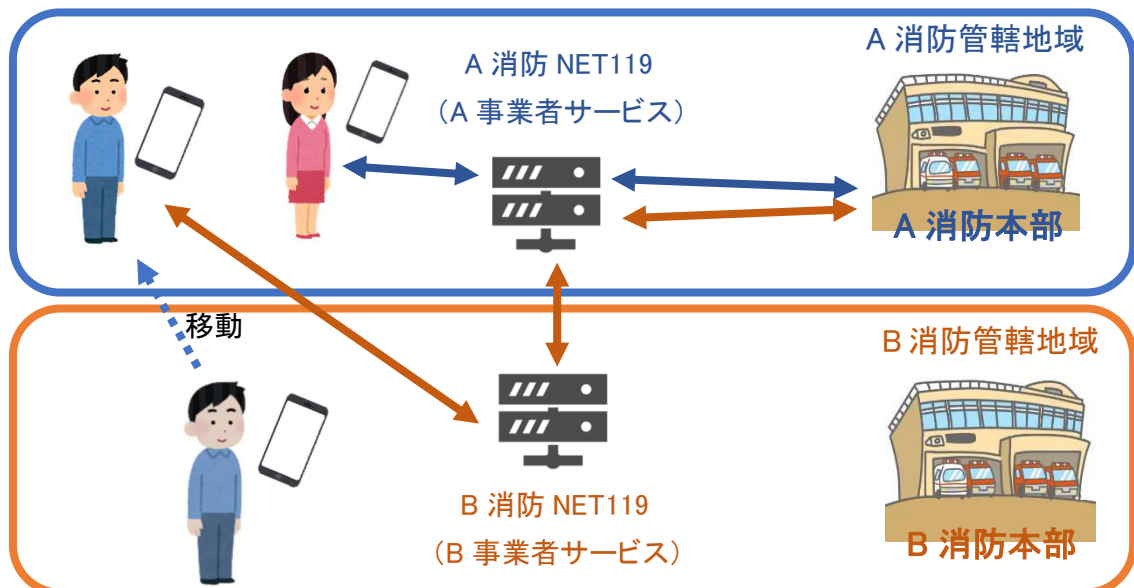 A 消防 NET119
（A 事業者サービス）
A 消防管轄地域
A 消防本部
移動
B 消防管轄地域
B 消防 NET119
（B 事業者サービス）
B 消防本部